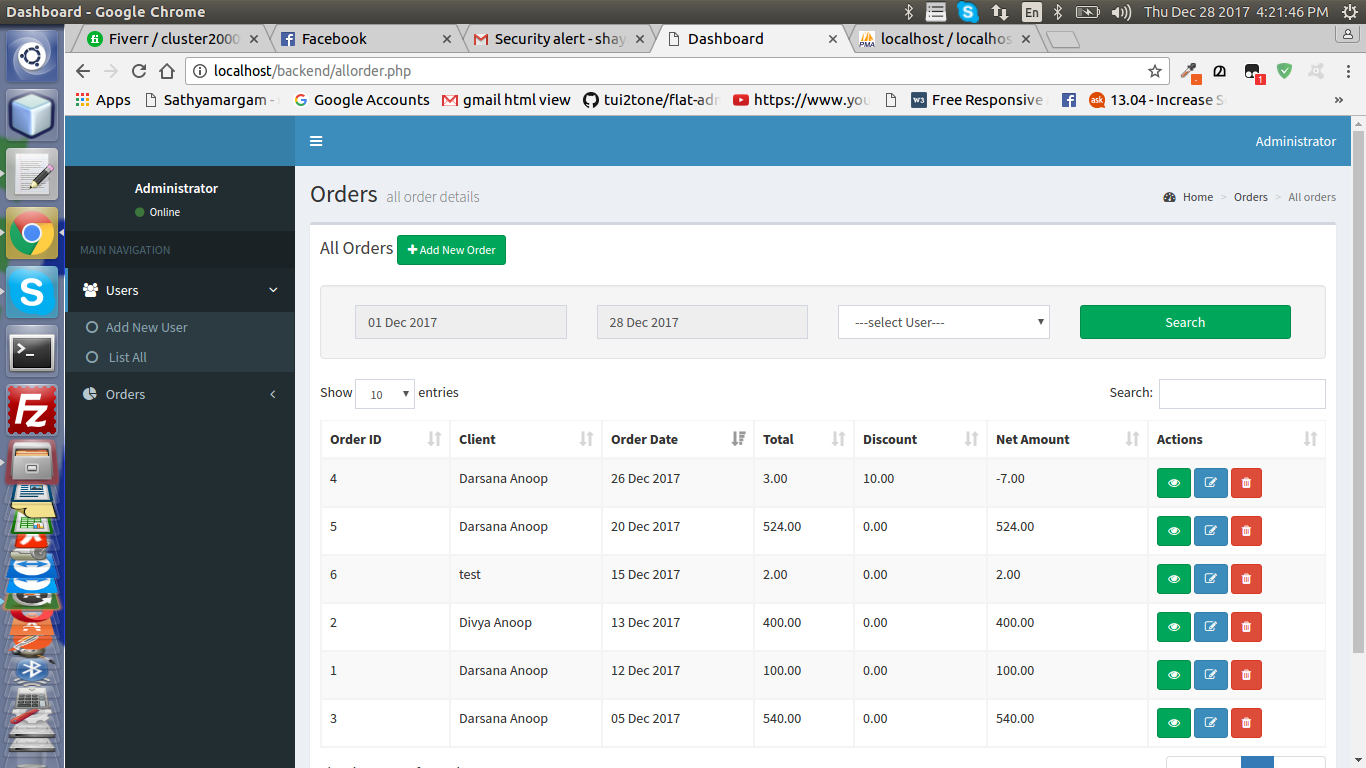 Dashboard - Google Chrome
En
Thu Dec 28 2017 4:21:46 PM
Fiverr / cluster2000
Facebook
Security alert - shay
Dashboard
localhost / localhos
localhost/backend/allorder.php
1
Apps
Sathyamargam -
Google Accounts
gmail html view
tui2tone/flat-adr
https://www.you
Free Responsive
13.04 - Increase S
Administrator
Administrator
Online
MAIN NAVIGATION
Users
Add New User
List All
Orders
Orders all order details
Home > Orders > All orders
All Orders
Add New Order
01 Dec 2017
28 Dec 2017
---select User---
Search
Show 10 entries
Search:
Order ID Client Order Date Total Discount Net Amount Actions
4 Darsana Anoop 26 Dec 2017 3.00 10.00 -7.00
5 Darsana Anoop 20 Dec 2017 524.00 0.00 524.00
6 test 15 Dec 2017 2.00 0.00 2.00
2 Divya Anoop 13 Dec 2017 400.00 0.00 400.00
1 Darsana Anoop 12 Dec 2017 100.00 0.00 100.00
3 Darsana Anoop 05 Dec 2017 540.00 0.00 540.00